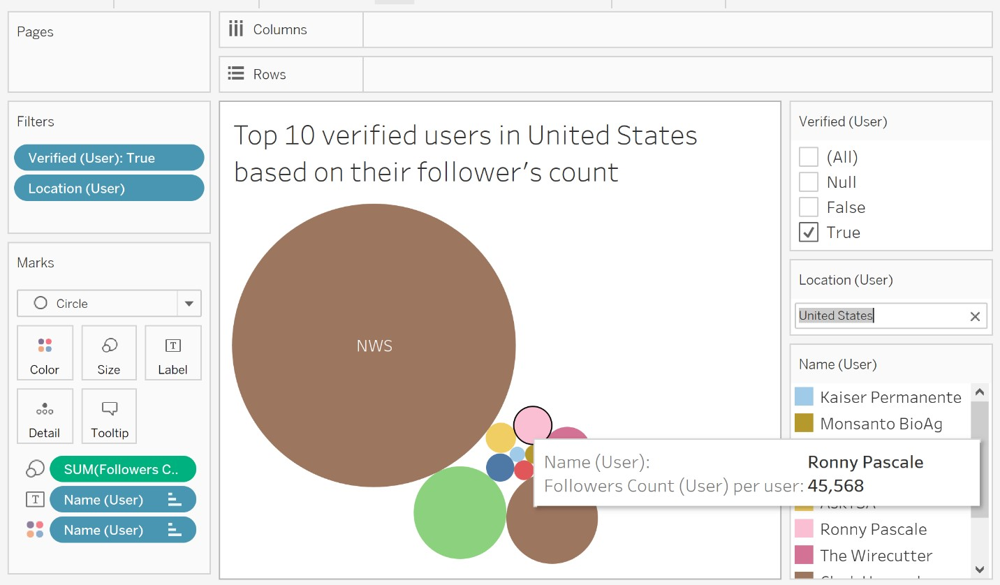 Pages
Columns
Rows
Filters
Verified (User): True
Location (User)
Marks
Circle
Color
Size
Label
Detail
Tooltip
SUM(Followers C..
Name (User)
Name (User)
Top 10 verified users in United States
based on their follower’s count
NWS
Name (User): Ronny Pascale
Followers Count (User) per user: 45,568
Verified (User)
(All)
Null
False
True
Location (User)
United States
Name (User)
Kaiser Permanente
Monsanto BioAg
Ronny Pascale
The Wirecutter